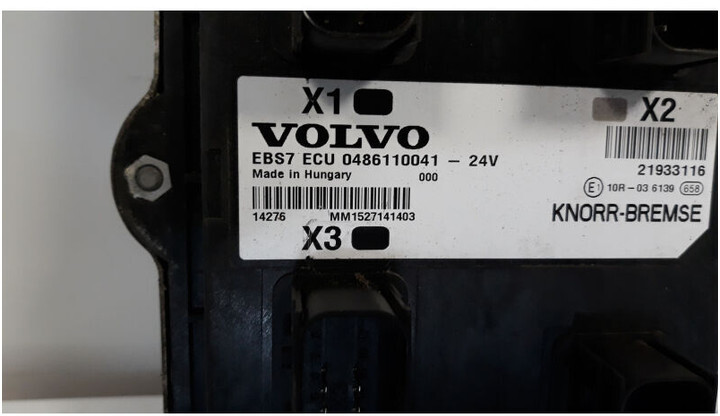 X1
X2
VOLVO
EBS7 ECU 0486110041 - 24V
Made in Hungary 000
21933116
E1 10R-03 6139 658
14276 MM1527141403
KNORR-BREMSE
X3